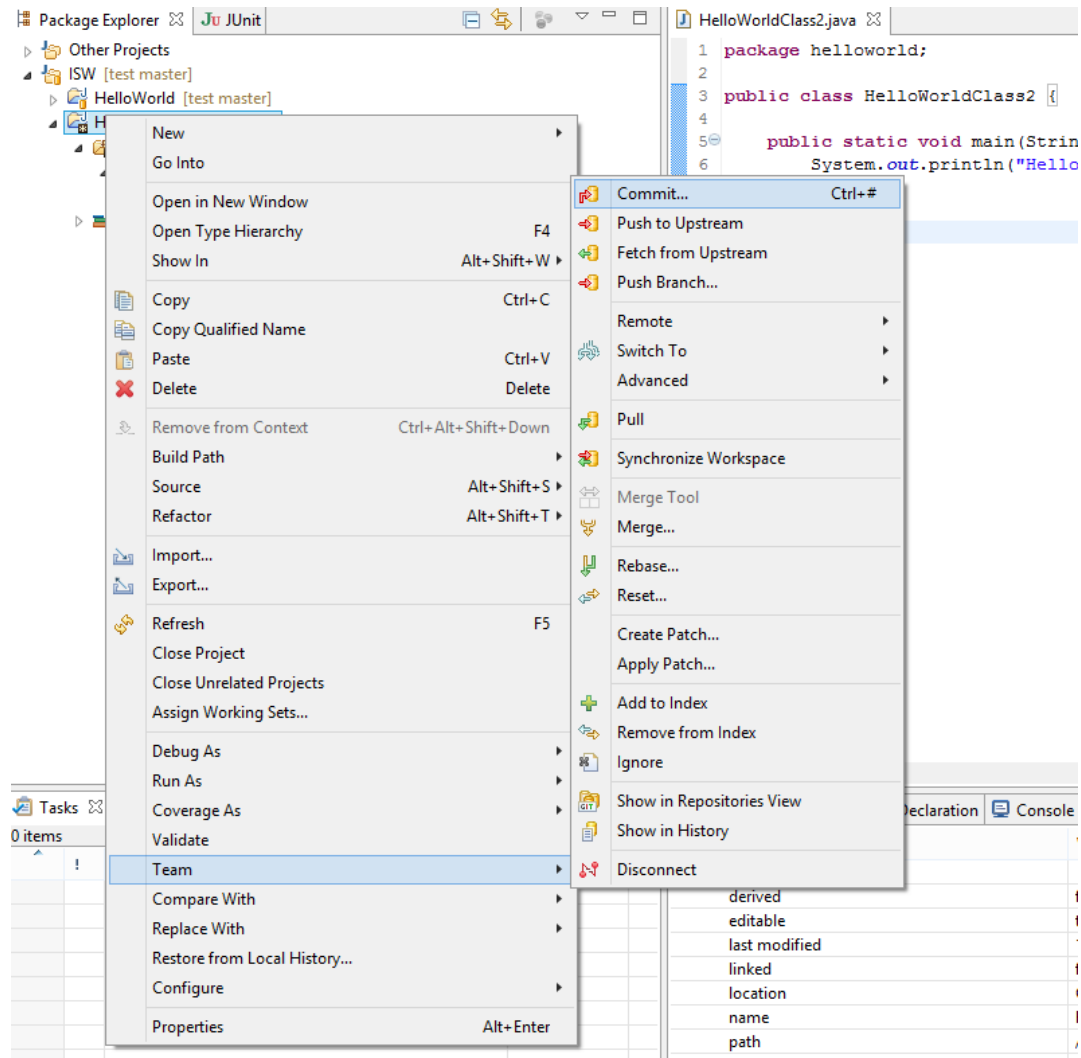 Package Explorer
JUnit
HelloWorldClass2.java
Other Projects
ISW [test master]
HelloWorld [test master]
1 package helloworld;
2
3 public class HelloWorldClass2 {
4
5 public static void main(Strin
6 System.out.println("Hello
New
Go Into
Open in New Window
Open Type Hierarchy F4
Show In Alt+Shift+W
Copy Ctrl+C
Copy Qualified Name
Paste Ctrl+V
Delete Delete
Remove from Context Ctrl+Alt+Shift+Down
Build Path
Source Alt+Shift+S
Refactor Alt+Shift+T
Import...
Export...
Refresh F5
Close Project
Close Unrelated Projects
Assign Working Sets...
Debug As
Run As
Coverage As
Validate
Team
Compare With
Replace With
Restore from Local History...
Configure
Properties Alt+Enter
Commit... Ctrl+#
Push to Upstream
Fetch from Upstream
Push Branch...
Remote
Switch To
Advanced
Pull
Synchronize Workspace
Merge Tool
Merge...
Rebase...
Reset...
Create Patch...
Apply Patch...
Add to Index
Remove from Index
Ignore
GIT
Show in Repositories View
Show in History
Disconnect
Tasks
0 items
!
Declaration
Console
derived
editable
last modified
linked
location
name
path